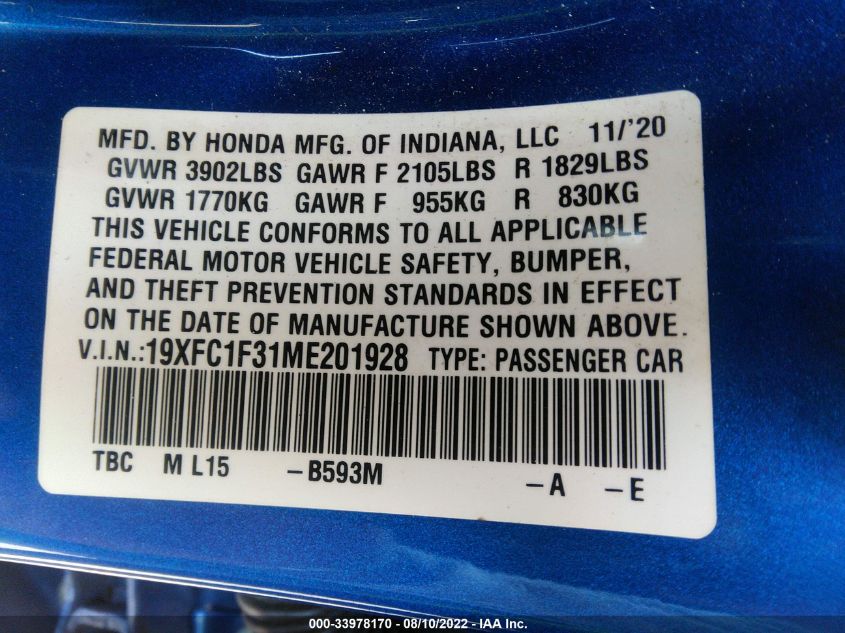 MFD. BY HONDA MFG. OF INDIANA, LLC 11/'20
GVWR 3902LBS GAWR F 2105LBS R 1829LBS
GVWR 1770KG GAWR F 955KG R 830KG
THIS VEHICLE CONFORMS TO ALL APPLICABLE
FEDERAL MOTOR VEHICLE SAFETY, BUMPER,
AND THEFT PREVENTION STANDARDS IN EFFECT
ON THE DATE OF MANUFACTURE SHOWN ABOVE.
V.I.N.:19XFC1F31ME201928 TYPE: PASSENGER CAR
TBC M L15 -B593M -A -E
000-33978170 - 08/10/2022 - IAA Inc.